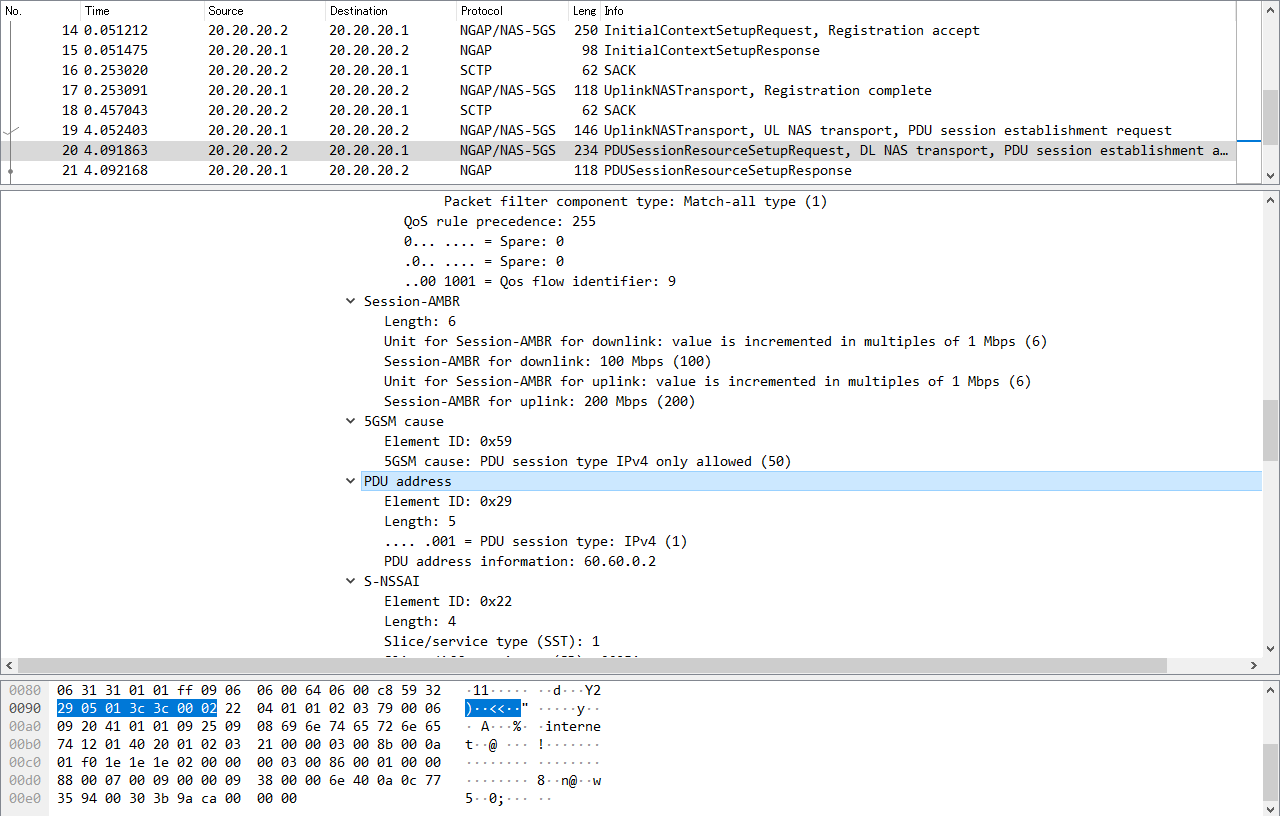 No. Time Source Destination Protocol Leng Info
14 0.051212 20.20.20.2 20.20.20.1 NGAP/NAS-5GS 250 InitialContextSetupRequest, Registration accept
15 0.051475 20.20.20.1 20.20.20.2 NGAP 98 InitialContextSetupResponse
16 0.253020 20.20.20.2 20.20.20.1 SCTP 62 SACK
17 0.253091 20.20.20.1 20.20.20.2 NGAP/NAS-5GS 118 UplinkNASTransport, Registration complete
18 0.457043 20.20.20.2 20.20.20.1 SCTP 62 SACK
19 4.052403 20.20.20.1 20.20.20.2 NGAP/NAS-5GS 146 UplinkNASTransport, UL NAS transport, PDU session establishment request
20 4.091863 20.20.20.2 20.20.20.1 NGAP/NAS-5GS 234 PDUSessionResourceSetupRequest, DL NAS transport, PDU session establishment a…
21 4.092168 20.20.20.1 20.20.20.2 NGAP 118 PDUSessionResourceSetupResponse
Packet filter component type: Match-all type (1)
QoS rule precedence: 255
0... .... = Spare: 0
.0.. .... = Spare: 0
..00 1001 = Qos flow identifier: 9
Session-AMBR
Length: 6
Unit for Session-AMBR for downlink: value is incremented in multiples of 1 Mbps (6)
Session-AMBR for downlink: 100 Mbps (100)
Unit for Session-AMBR for uplink: value is incremented in multiples of 1 Mbps (6)
Session-AMBR for uplink: 200 Mbps (200)
5GSM cause
Element ID: 0x59
5GSM cause: PDU session type IPv4 only allowed (50)
PDU address
Element ID: 0x29
Length: 5
.... .001 = PDU session type: IPv4 (1)
PDU address information: 60.60.0.2
S-NSSAI
Element ID: 0x22
Length: 4
Slice/service type (SST): 1
0080 06 31 31 01 01 ff 09 06 06 00 64 06 00 c8 59 32 ·11····· ··d···Y2
0090 29 05 01 3c 3c 00 02 22 04 01 01 02 03 79 00 06 )··<<··" ·····y··
00a0 09 20 41 01 01 09 25 09 08 69 6e 74 65 72 6e 65 · A···%· ·interne
00b0 74 12 01 40 20 01 02 03 21 00 00 03 00 8b 00 0a t··@ ··· !·······
00c0 01 f0 1e 1e 1e 02 00 00 00 03 00 86 00 01 00 00 ········ ········
00d0 88 00 07 00 09 00 00 09 38 00 00 6e 40 0a 0c 77 ········ 8··n@··w
00e0 35 94 00 30 3b 9a ca 00 00 00 5··0;··· ··